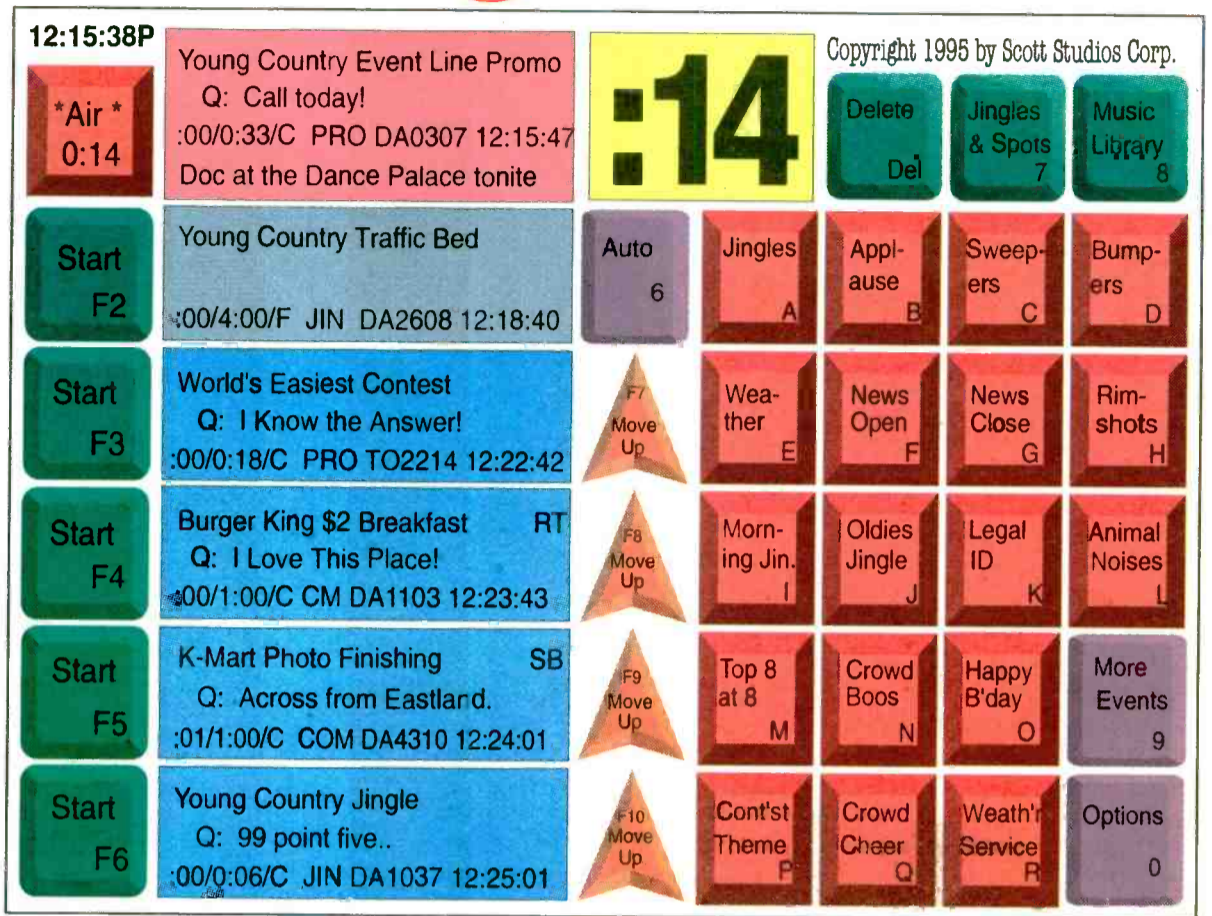 12:15:38P
*Air *
0:14
Young Country Event Line Promo
Q: Call today!
:00/0:33/C PRO DA0307 12:15:47
Doc at the Dance Palace tonite
:14
Copyright 1995 by Scott Studios Corp.
Delete
Del
Jingles
& Spots
7
Music
Library
8
Start
F2
Young Country Traffic Bed
:00/4:00/F JIN DA2608 12:18:40
Auto
6
Jingles
A
Appl-
ause
B
Sweep-
ers
C
Bump-
ers
D
Start
F3
World's Easiest Contest
Q: I Know the Answer!
:00/0:18/C PRO TO2214 12:22:42
F7
Move
Up
Wea-
ther
E
News
Open
F
News
Close
G
Rim-
shots
H
Start
F4
Burger King $2 Breakfast RT
Q: I Love This Place!
:00/1:00/C CM DA1103 12:23:43
F8
Move
Up
Morn-
ing Jin.
I
Oldies
Jingle
J
Legal
ID
K
Animal
Noises
L
Start
F5
K-Mart Photo Finishing SB
Q: Across from Eastland.
:01/1:00/C COM DA4310 12:24:01
F9
Move
Up
Top 8
at 8
M
Crowd
Boos
N
Happy
B'day
O
More
Events
9
Start
F6
Young Country Jingle
Q: 99 point five..
:00/0:06/C JIN DA1037 12:25:01
F10
Move
Up
Cont'st
Theme
P
Crowd
Cheer
Q
Weath'r
Service
R
Options
0